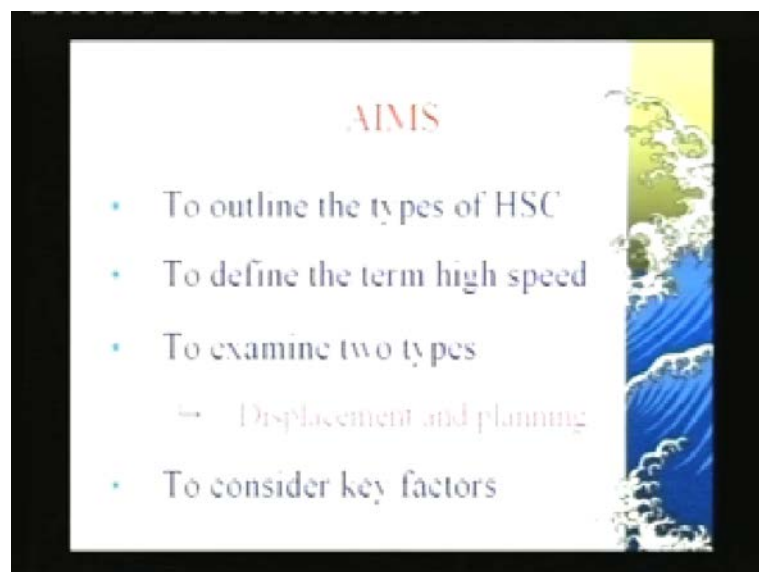 AIMS
To outline the types of HSC
To define the term high speed
To examine two types
Displacement and planning
To consider key factors